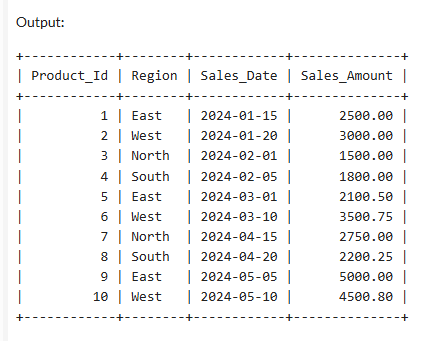 Output:
+------------+--------+------------+--------------+
| Product_Id | Region | Sales_Date | Sales_Amount |
+------------+--------+------------+--------------+
|          1 | East   | 2024-01-15 |      2500.00 |
|          2 | West   | 2024-01-20 |      3000.00 |
|          3 | North  | 2024-02-01 |      1500.00 |
|          4 | South  | 2024-02-05 |      1800.00 |
|          5 | East   | 2024-03-01 |      2100.50 |
|          6 | West   | 2024-03-10 |      3500.75 |
|          7 | North  | 2024-04-15 |      2750.00 |
|          8 | South  | 2024-04-20 |      2200.25 |
|          9 | East   | 2024-05-05 |      5000.00 |
|         10 | West   | 2024-05-10 |      4500.80 |
+------------+--------+------------+--------------+